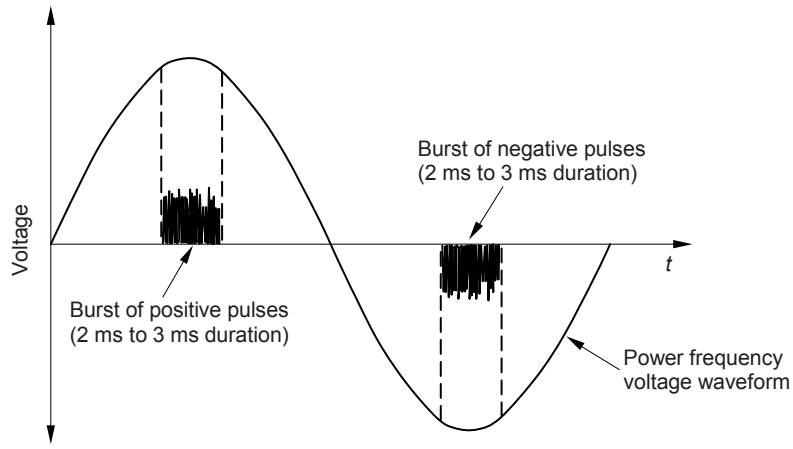 Voltage
Burst of negative pulses
(2 ms to 3 ms duration)
t
Burst of positive pulses
(2 ms to 3 ms duration)
Power frequency
voltage waveform